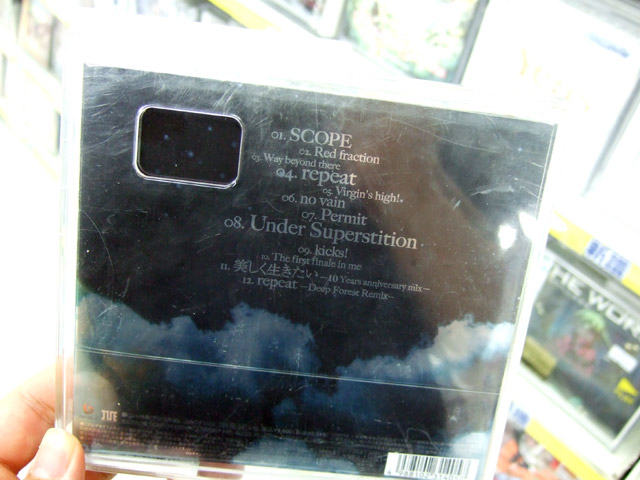 01. SCOPE
02. Red fraction
03. Way beyond there
04. repeat
05. Virgin's high!
06. no vain
07. Permit
08. Under Superstition
09. kicks!
10. The first finale in me
11. 美しく生きたい ~10 Years anniversary mix~
12. repeat ~Deep Forest Remix~
新譜
HE WOR